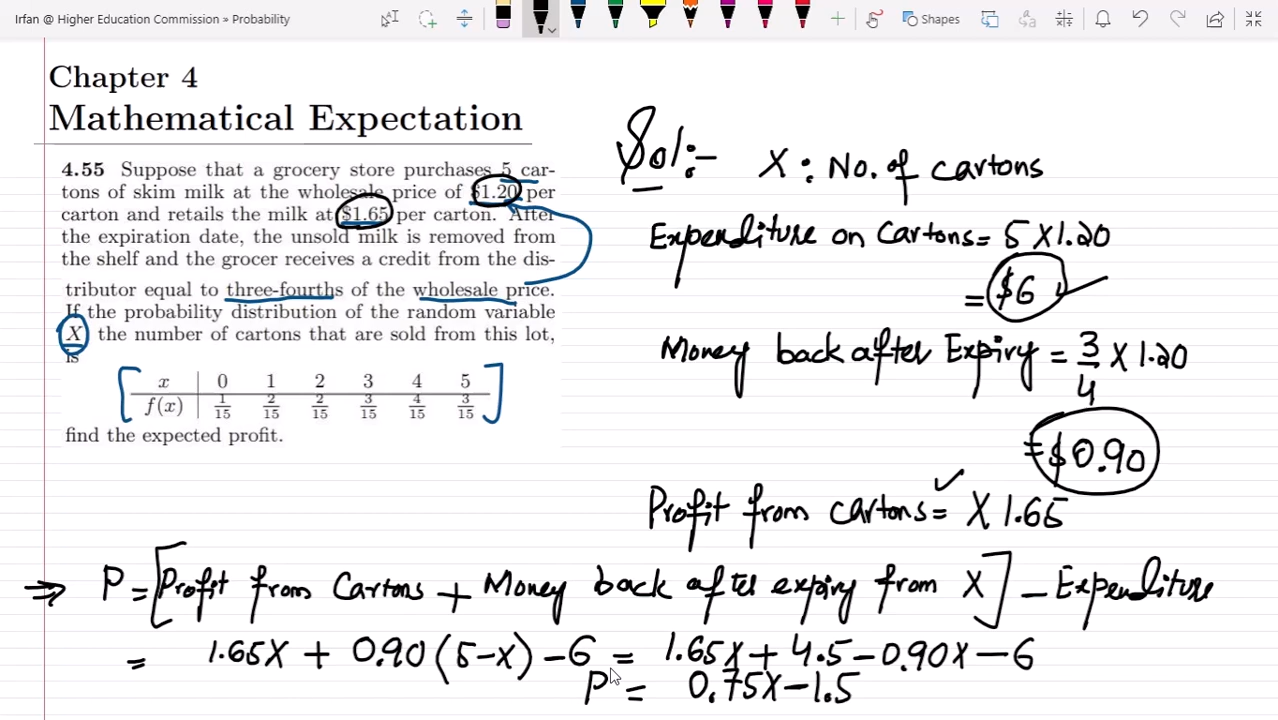 Irfan @ Higher Education Commission » Probability
Shapes
Chapter 4
Mathematical Expectation
4.55 Suppose that a grocery store purchases 5 car-
tons of skim milk at the wholesale price of $1.20 per
carton and retails the milk at $1.65 per carton. After
the expiration date, the unsold milk is removed from
the shelf and the grocer receives a credit from the dis-
tributor equal to three-fourths of the wholesale price.
If the probability distribution of the random variable
X the number of cartons that are sold from this lot,
is
x 0 1 2 3 4 5
f(x) 1/15 2/15 2/15 3/15 4/15 3/15
find the expected profit.
Sol:-
X : No. of cartons
Expenditure on Cartons = 5 X 1.20
= $6
Money back after Expiry = 3/4 X 1.20
= $0.90
Profit from cartons = X 1.65
⇒ P = [Profit from Cartons + Money back after expiry from X] - Expenditure
= 1.65X + 0.90 (5-X) - 6 = 1.65X + 4.5 - 0.90X - 6
P = 0.75X - 1.5